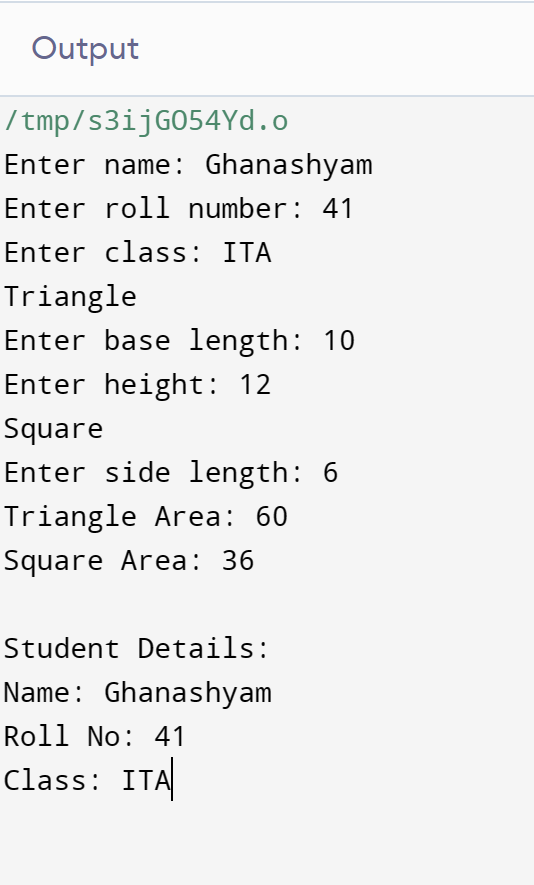 Output
/tmp/s3ijGO54Yd.o
Enter name: Ghanashyam
Enter roll number: 41
Enter class: ITA
Triangle
Enter base length: 10
Enter height: 12
Square
Enter side length: 6
Triangle Area: 60
Square Area: 36
Student Details:
Name: Ghanashyam
Roll No: 41
Class: ITA